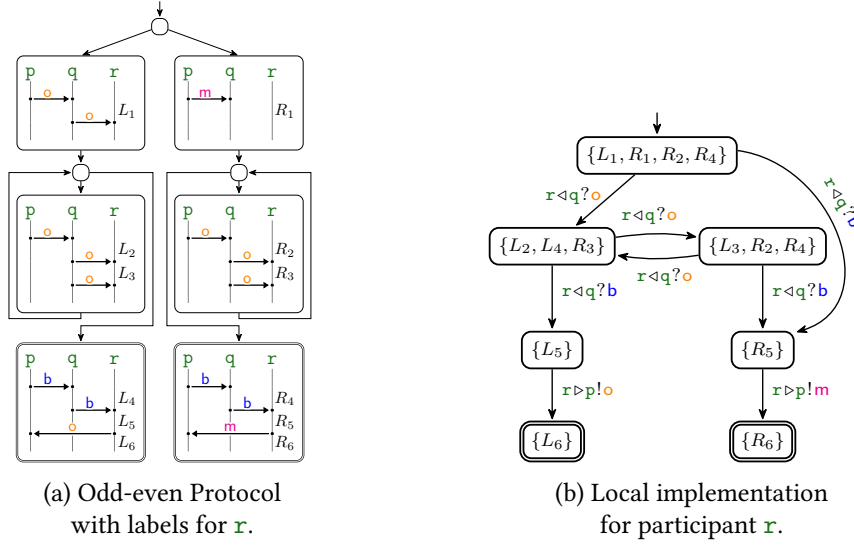 p q r
o
o
L₁
p q r
m
R₁
p q r
o
o
L₂
o
L₃
p q r
o
o
R₂
o
R₃
p q r
b
b
L₄
L₅
o
L₆
p q r
b
b
R₄
R₅
m
R₆
(a) Odd-even Protocol
with labels for r.
{L₁, R₁, R₂, R₄}
r◁q?o
r◁q?b
r◁q?o
{L₂, L₄, R₃}
{L₃, R₂, R₄}
r◁q?o
r◁q?b
r◁q?b
{L₅}
{R₅}
r▷p!o
r▷p!m
{L₆}
{R₆}
(b) Local implementation
for participant r.